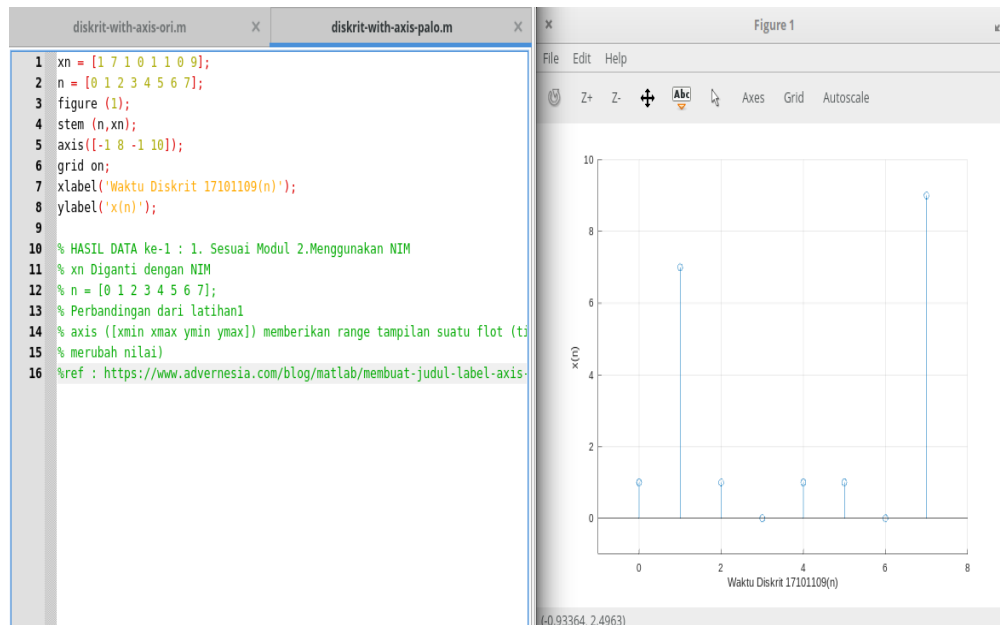 diskrit-with-axis-ori.m × diskrit-with-axis-palo.m ×
1 xn = [1 7 1 0 1 1 0 9];
2 n = [0 1 2 3 4 5 6 7];
3 figure (1);
4 stem (n,xn);
5 axis([-1 8 -1 10]);
6 grid on;
7 xlabel('Waktu Diskrit 17101109(n)');
8 ylabel('x(n)');
9
10 % HASIL DATA ke-1 : 1. Sesuai Modul 2.Menggunakan NIM
11 % xn Diganti dengan NIM
12 % n = [0 1 2 3 4 5 6 7];
13 % Perbandingan dari latihan1
14 % axis ([xmin xmax ymin ymax]) memberikan range tampilan suatu flot (ti
15 % merubah nilai)
16 %ref : https://www.advernesia.com/blog/matlab/membuat-judul-label-axis-
× Figure 1
File Edit Help
Z+ Z- Abc Axes Grid Autoscale
10
8
6
4
2
0
x(n)
0 2 4 6 8
Waktu Diskrit 17101109(n)
(-0.93364, 2.4963)